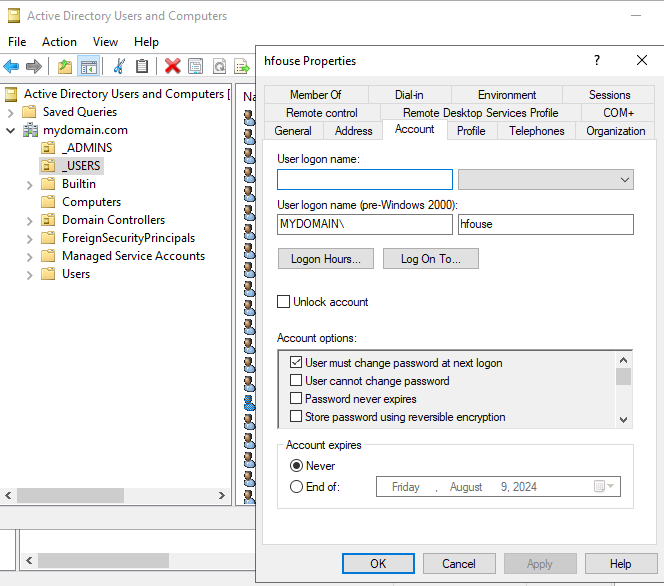 Active Directory Users and Computers
File Action View Help
Active Directory Users and Computers [
Saved Queries
mydomain.com
_ADMINS
_USERS
Builtin
Computers
Domain Controllers
ForeignSecurityPrincipals
Managed Service Accounts
Users
Na
hfouse Properties
?
Member Of Dial-in Environment Sessions
Remote control Remote Desktop Services Profile COM+
General Address Account Profile Telephones Organization
User logon name:
User logon name (pre-Windows 2000):
MYDOMAIN\ hfouse
Logon Hours... Log On To...
Unlock account
Account options:
User must change password at next logon
User cannot change password
Password never expires
Store password using reversible encryption
Account expires
Never
End of: Friday , August 9, 2024
OK Cancel Apply Help